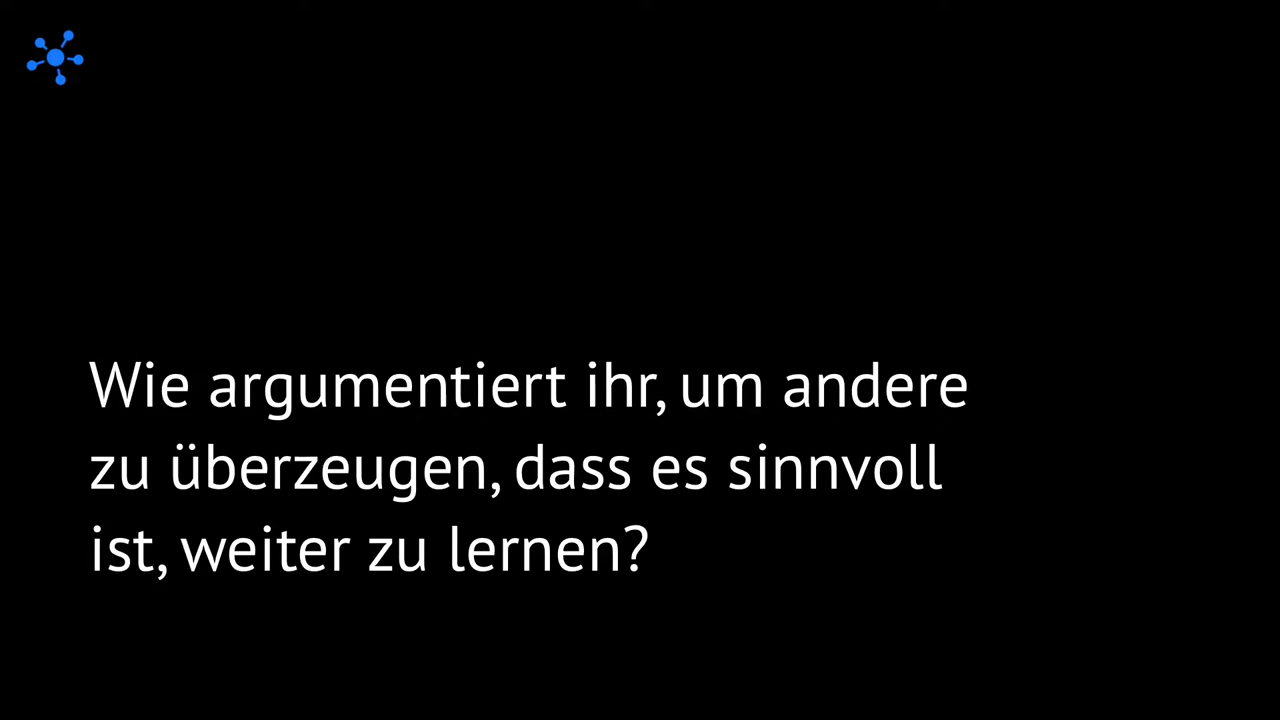 Wie argumentiert ihr, um andere
zu überzeugen, dass es sinnvoll
ist, weiter zu lernen?